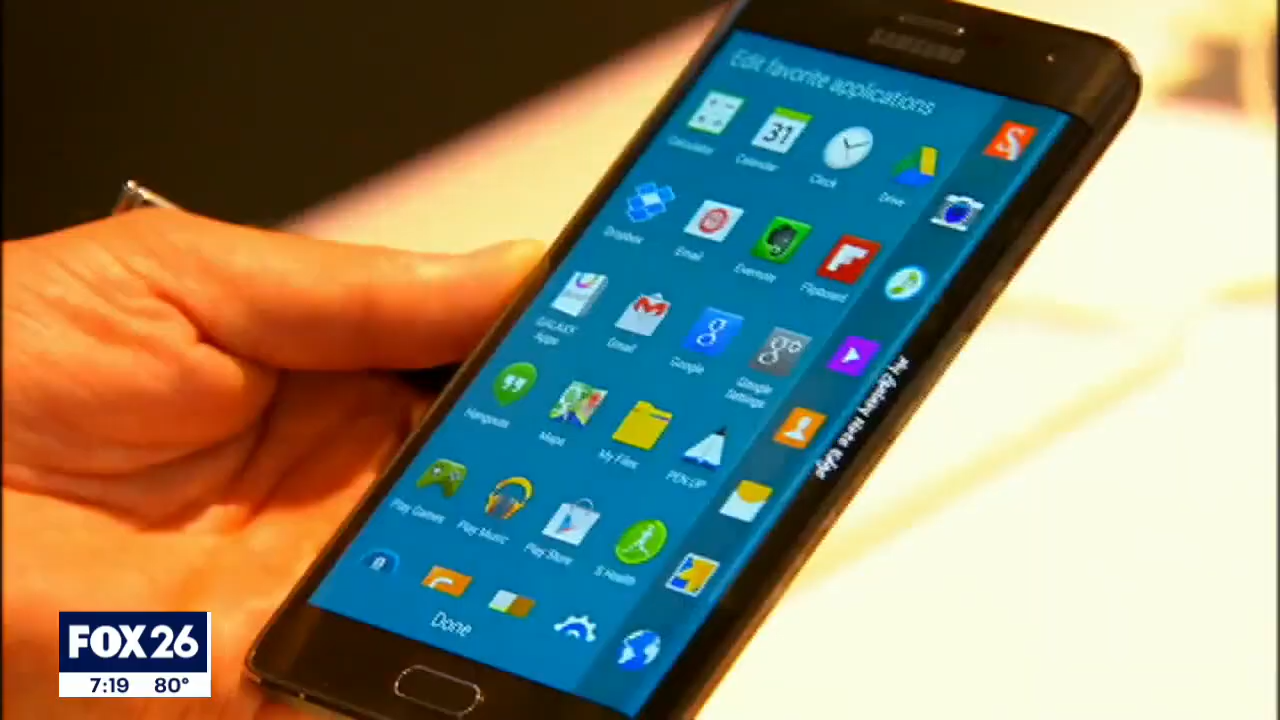 SAMSUNG
Edit favorite applications
Calculator
Calendar
31
Clock
Drive
Dropbox
Email
Evernote
Flipboard
GALAXY
Apps
Gmail
Google
Google
Settings
Hangouts
Maps
My Files
PEN.UP
Play Games
Play Music
Play Store
S Health
Done
My Galaxy Note Edge
FOX 26
7:19 80°